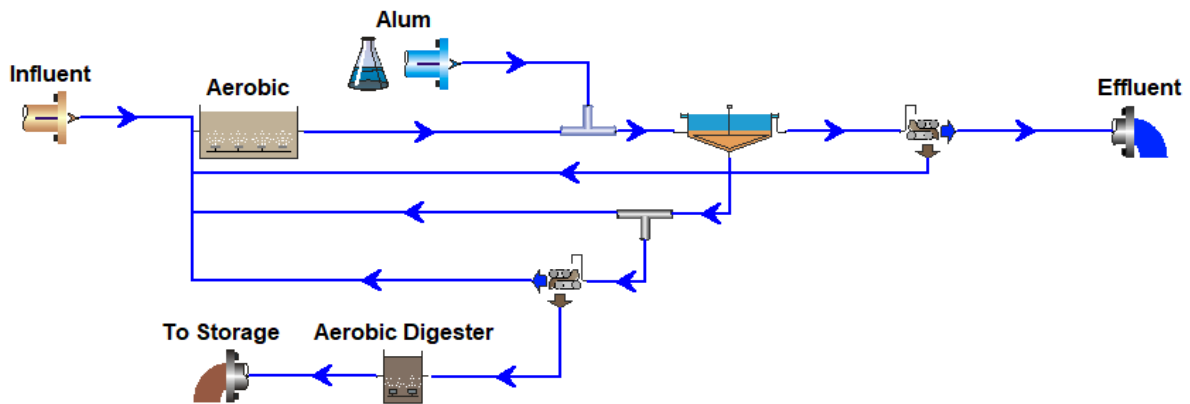 Alum
Influent
Aerobic
Effluent
To Storage
Aerobic Digester